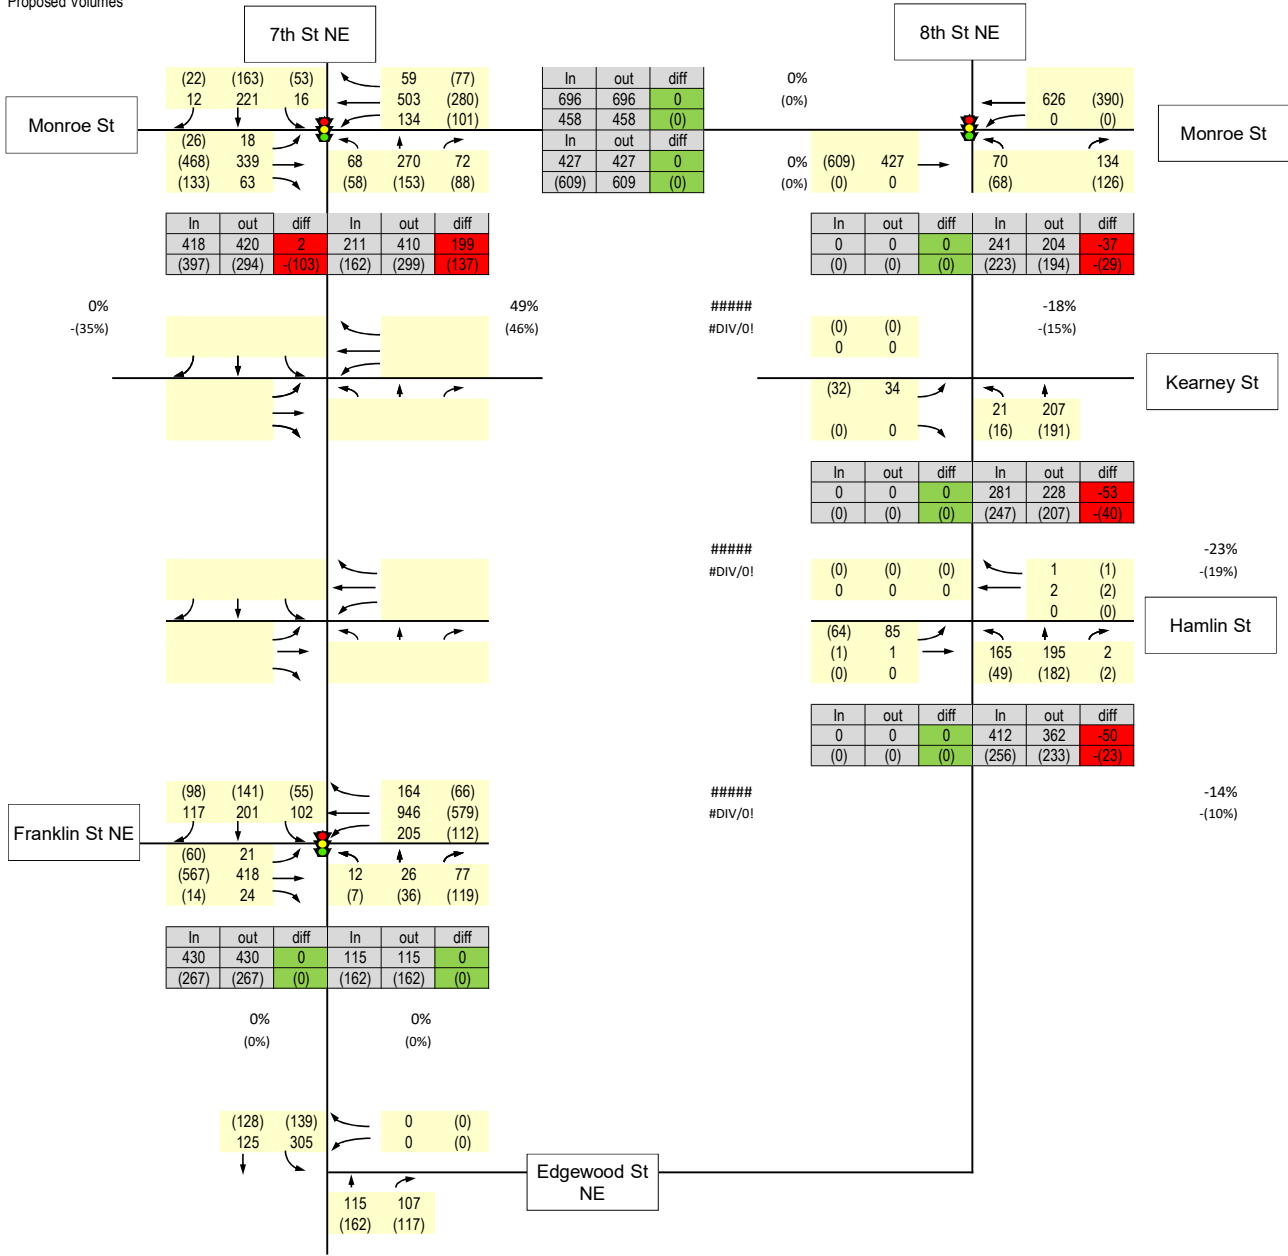 Proposed Volumes
7th St NE
8th St NE
(22) (163) (53) 59 (77) In out diff 0%
12 221 16 503 (280) 696 696 0 (0%) 626 (390)
134 (101) 458 458 (0) 0 (0)
Monroe St
Monroe St
(26) 18 In out diff
(468) 339 68 270 72 427 427 0 0% (609) 427 70 134
(133) 63 (58) (153) (88) (609) 609 (0) (0%) (0) 0 (68) (126)
In out diff In out diff In out diff In out diff
418 420 2 211 410 199 0 0 0 241 204 -37
(397) (294) -(103) (162) (299) (137) (0) (0) (0) (223) (194) -(29)
0% 49% ##### -18%
-(35%) (46%) #DIV/0! (0) (0) -(15%)
0 0
Kearney St
(32) 34
21 207
(0) 0 (16) (191)
In out diff In out diff
0 0 0 281 228 -53
(0) (0) (0) (247) (207) -(40)
##### -23%
#DIV/0! (0) (0) (0) 1 (1) -(19%)
0 0 0 2 (2)
0 (0)
Hamlin St
(64) 85
(1) 1 165 195 2
(0) 0 (49) (182) (2)
In out diff In out diff
0 0 0 412 362 -50
(0) (0) (0) (256) (233) -(23)
(98) (141) (55) 164 (66) ##### -14%
117 201 102 946 (579) #DIV/0! -(10%)
205 (112)
Franklin St NE
(60) 21
(567) 418 12 26 77
(14) 24 (7) (36) (119)
In out diff In out diff
430 430 0 115 115 0
(267) (267) (0) (162) (162) (0)
0% 0%
(0%) (0%)
(128) (139) 0 (0)
125 305 0 (0)
Edgewood St
NE
115 107
(162) (117)